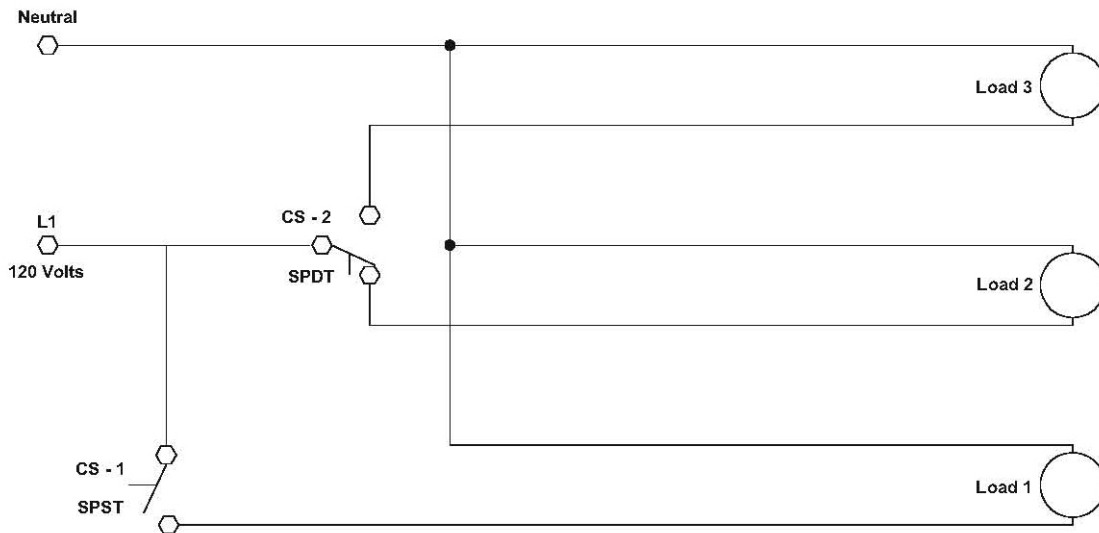 Neutral
Load 3
L1
CS - 2
120 Volts
SPDT
Load 2
CS - 1
SPST
Load 1